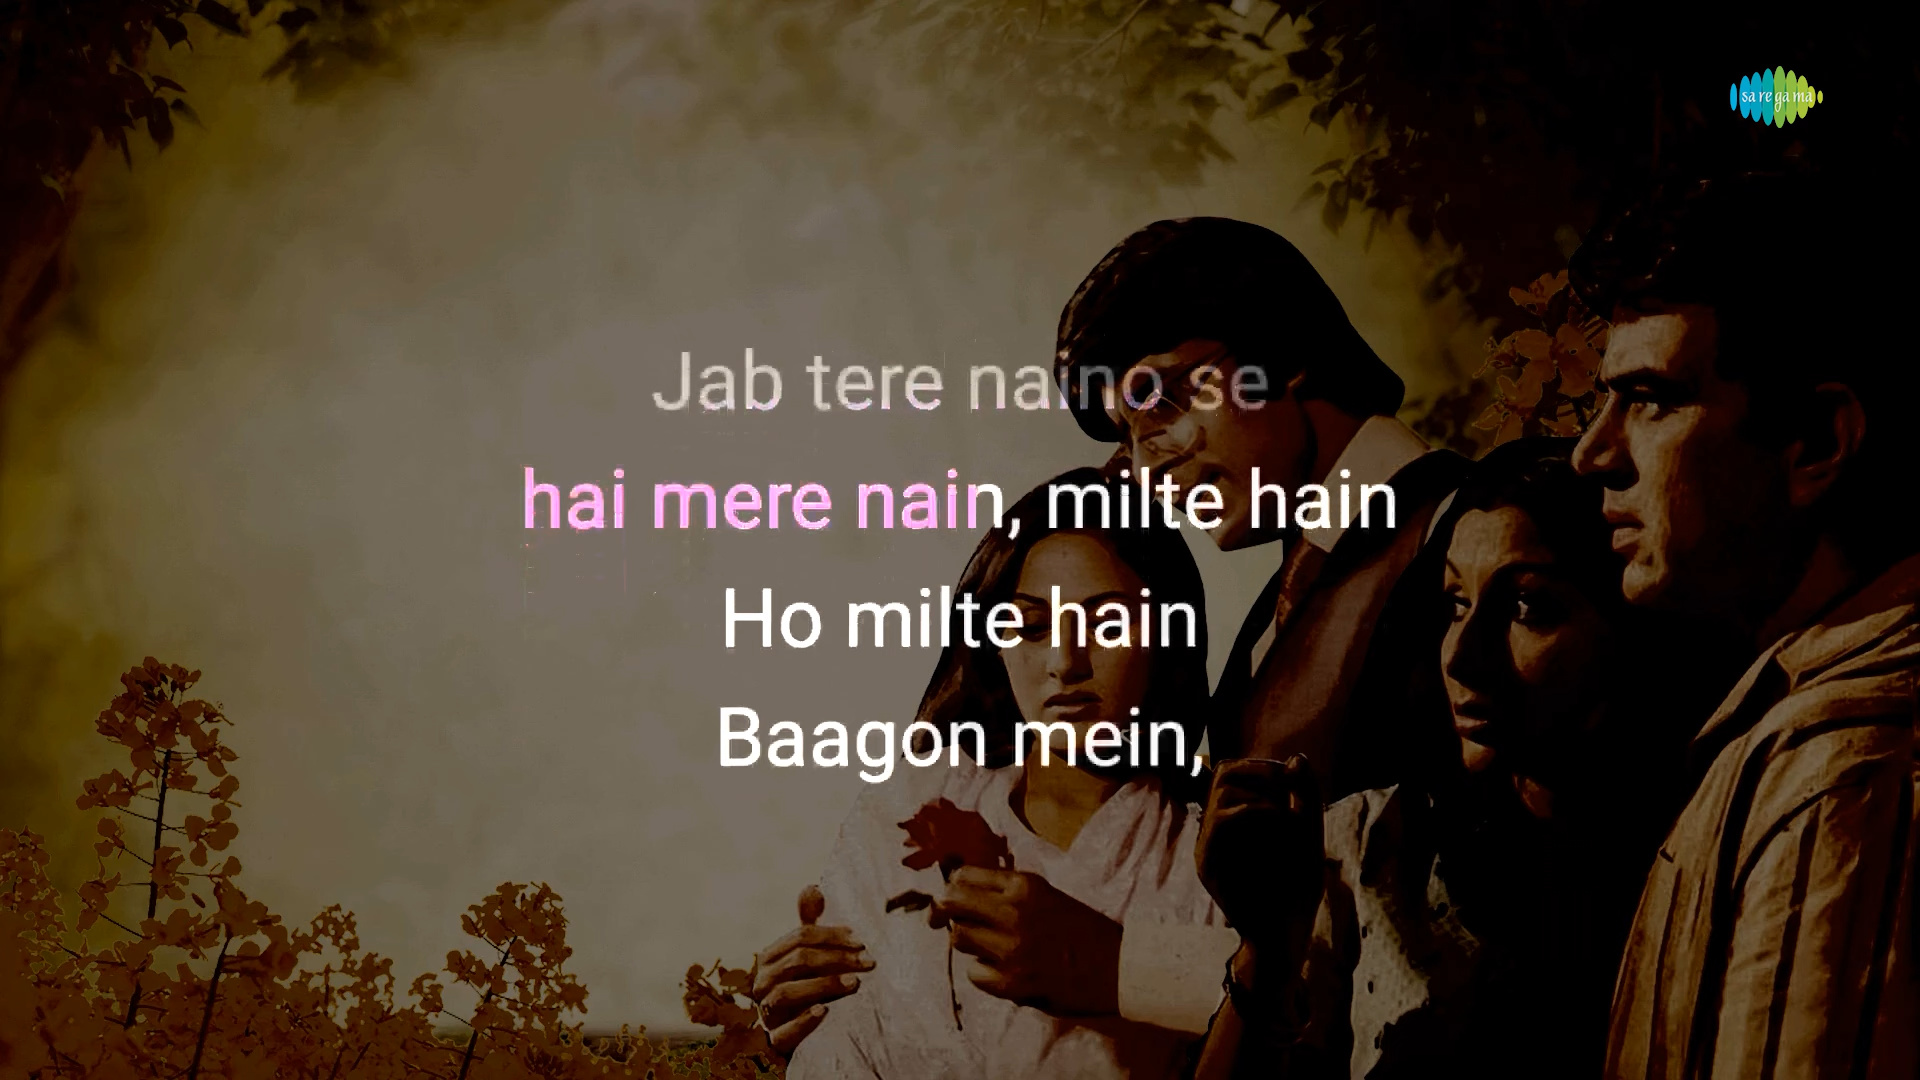 saregama
Jab tere naino se
hai mere nain, milte hain
Ho milte hain
Baagon mein,